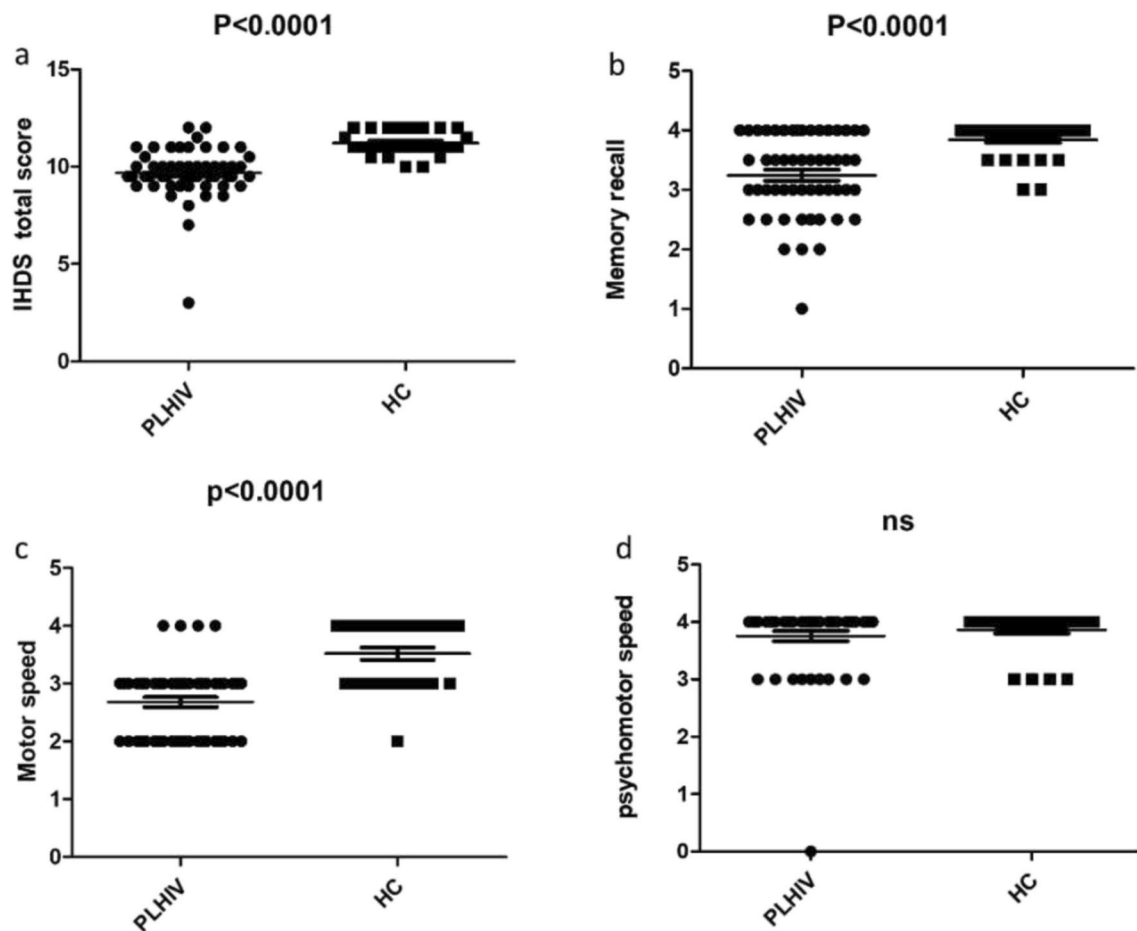 P<0.0001
a
15
10
5
0
IHDS total score
PLHIV
HC
P<0.0001
b
5
4
3
2
1
0
Memory recall
PLHIV
HC
p<0.0001
c
5
4
3
2
1
0
Motor speed
PLHIV
HC
ns
d
5
4
3
2
1
0
psychomotor speed
PLHIV
HC